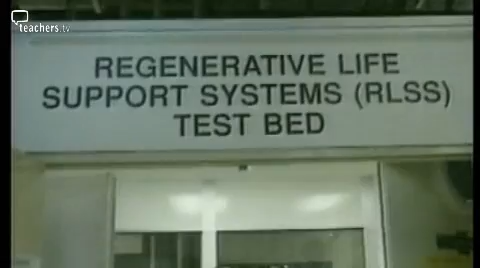 teachers.tv
REGENERATIVE LIFE
SUPPORT SYSTEMS (RLSS)
TEST BED